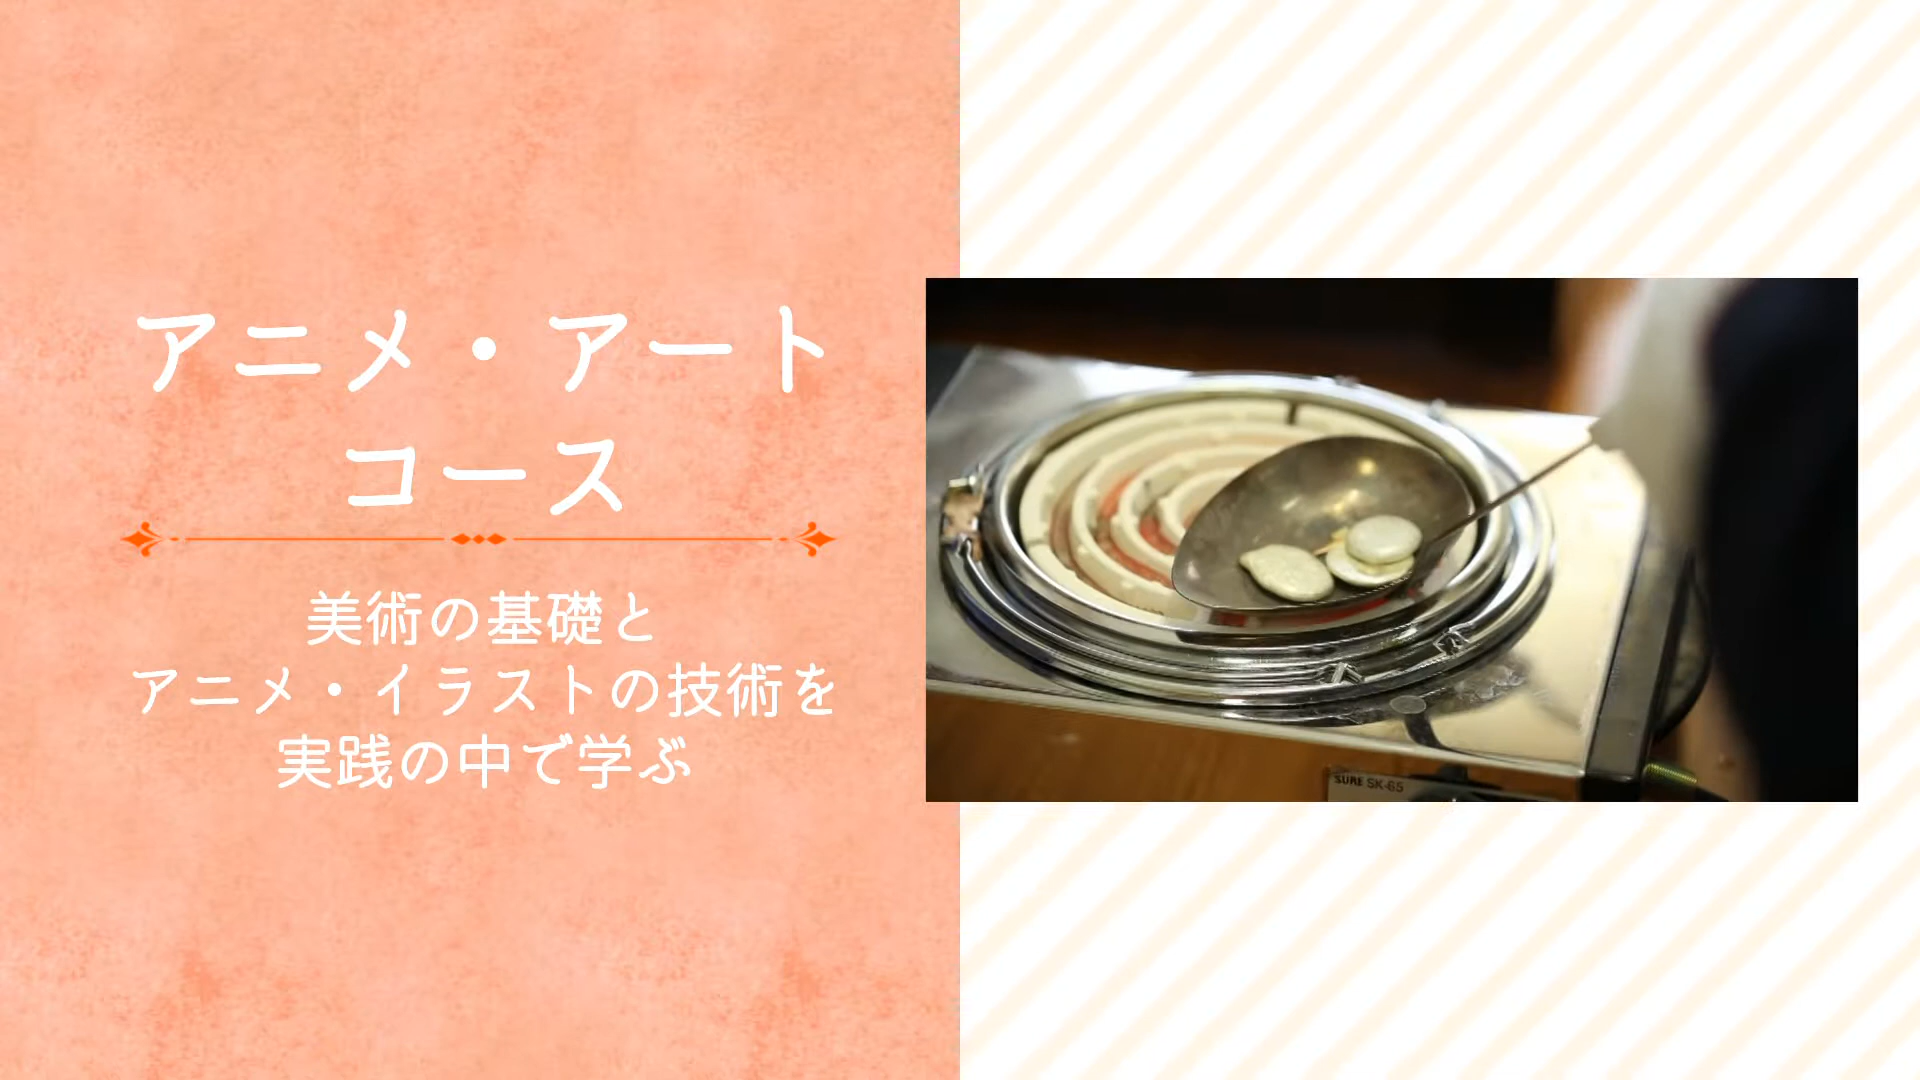 アニメ・アート
コース
美術の基礎と
アニメ・イラストの技術を
実践の中で学ぶ
SURE SK-65